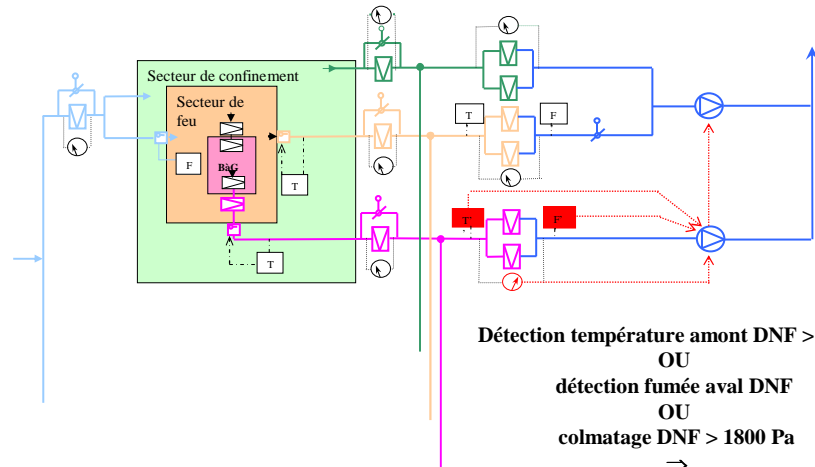 Secteur de confinement
Secteur de
feu
BàG
F
T
T
T
F
T
F
Détection température amont DNF >
OU
détection fumée aval DNF
OU
colmatage DNF > 1800 Pa
⇒